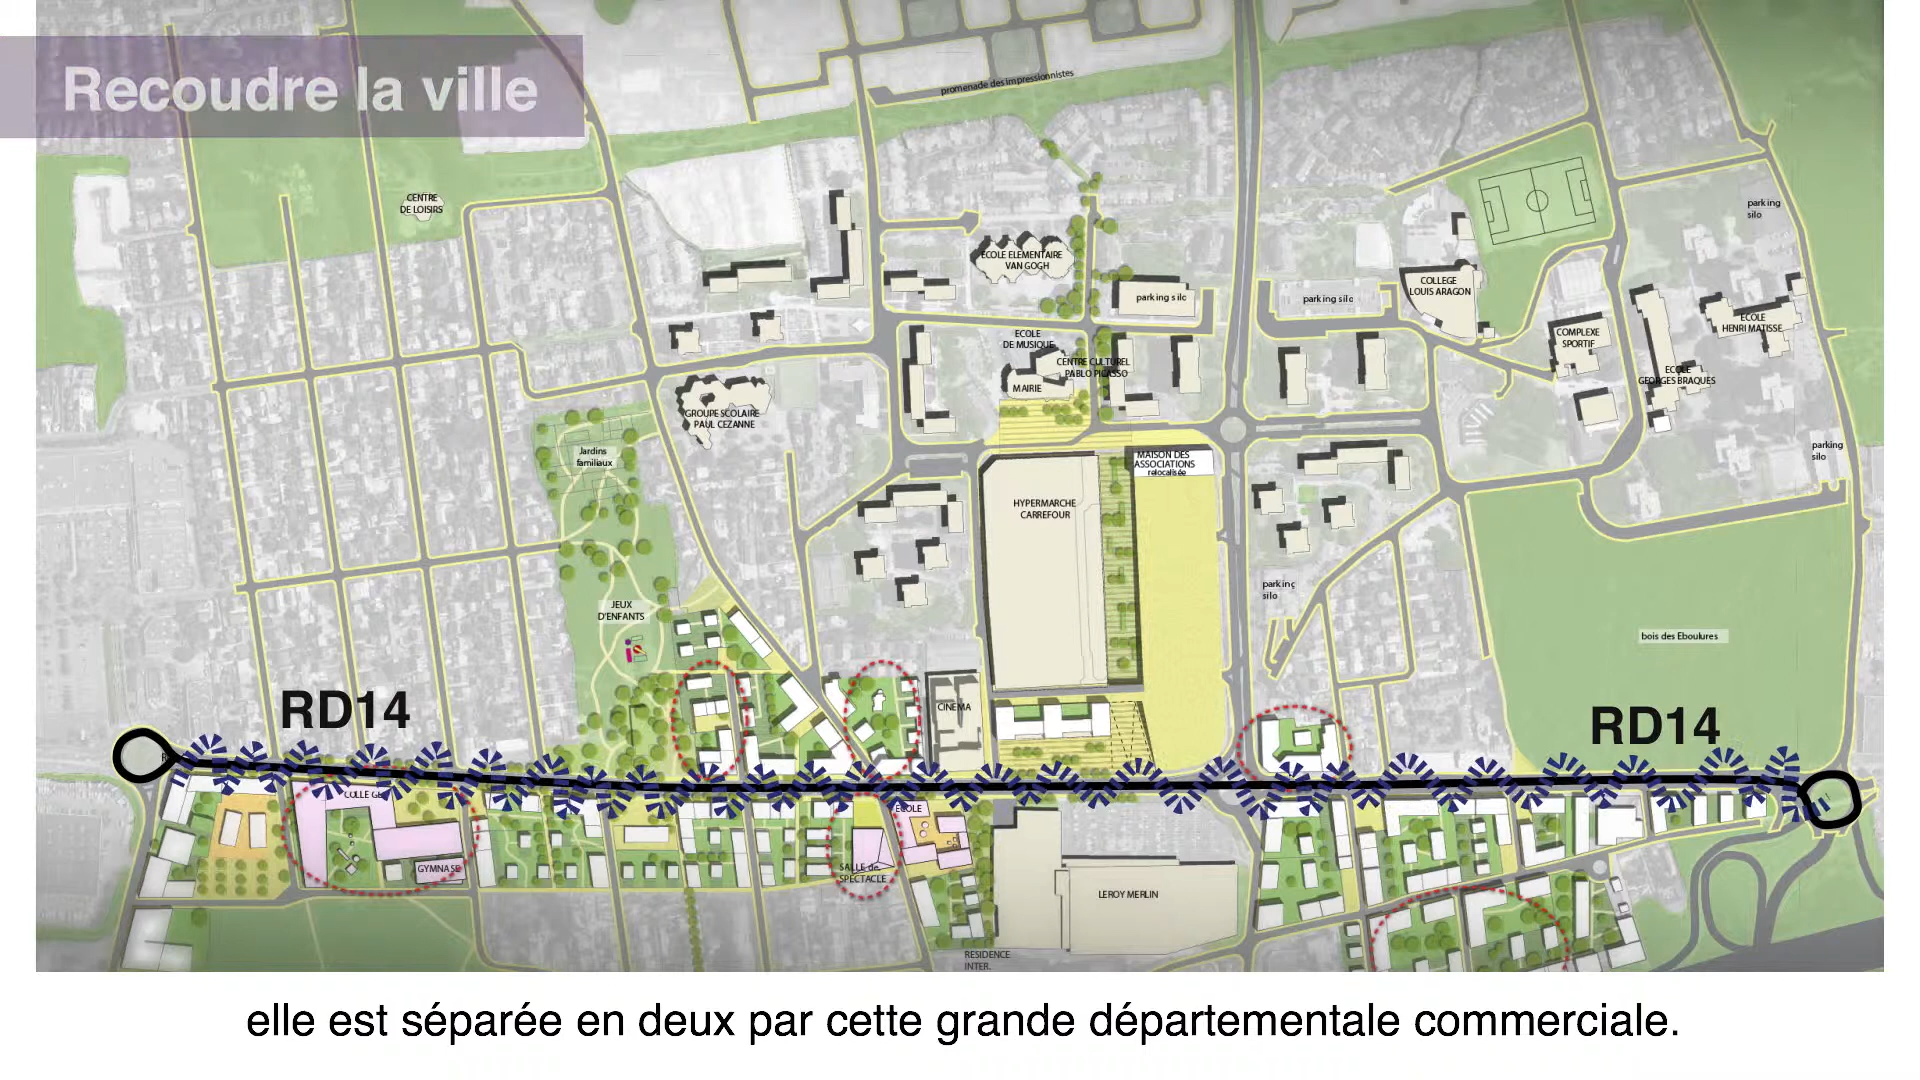 Recoudre la ville
promenade des impressionnistes
CENTRE
DE LOISIRS
parking
silo
ECOLE ELEMENTAIRE
VAN GOGH
parking silo
parking silo
COLLEGE
LOUIS ARAGON
ECOLE
HENRI MATISSE
COMPLEXE
SPORTIF
ECOLE
DE MUSIQUE
CENTRE CULTUREL
PABLO PICASSO
MAIRIE
ECOLE
GEORGES BRAQUES
GROUPE SCOLAIRE
PAUL CEZANNE
Jardins
familiaux
MAISON DES
ASSOCIATIONS
relocalisée
parking
silo
HYPERMARCHE
CARREFOUR
parking
silo
JEUX
D'ENFANTS
bois des Eboulures
RD14
CINEMA
RD14
COLLEGE
ECOLE
GYMNASE
SALLE de
SPECTACLE
LEROY MERLIN
RESIDENCE
INTER.
elle est séparée en deux par cette grande départementale commerciale.